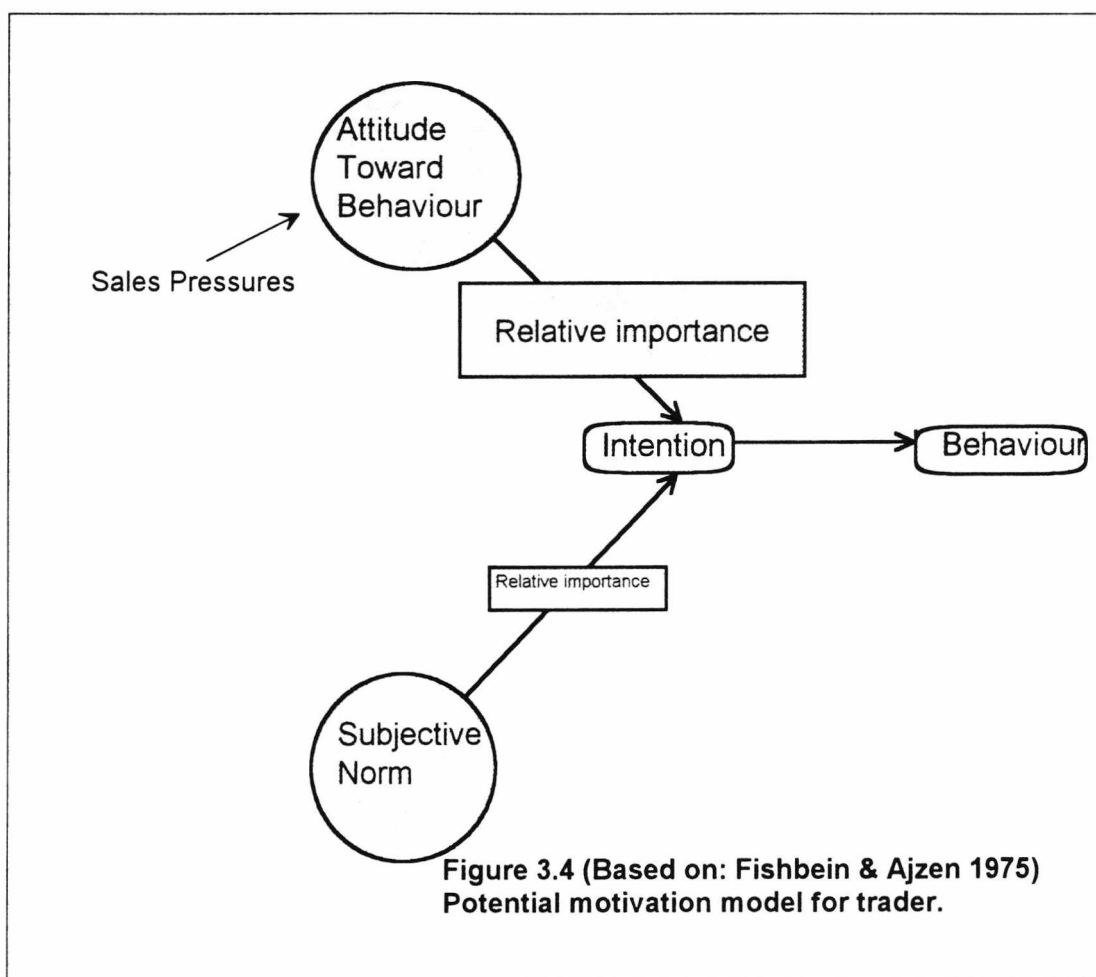 Attitude
Toward
Behaviour
Sales Pressures
Relative importance
Intention
Behaviour
Relative importance
Subjective
Norm
Figure 3.4 (Based on: Fishbein & Ajzen 1975)
Potential motivation model for trader.